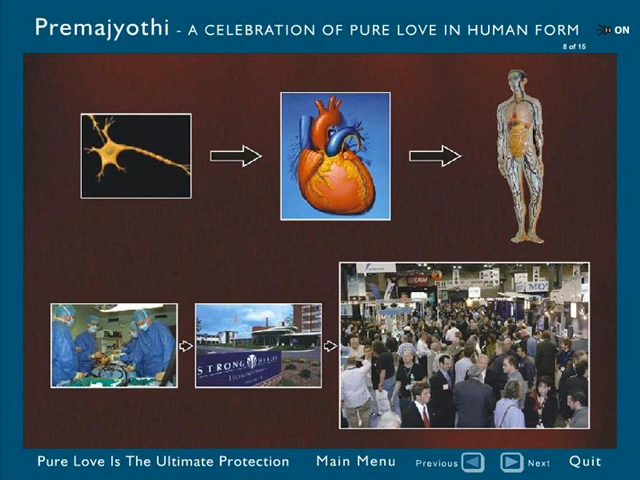 Premajyothi - A CELEBRATION OF PURE LOVE IN HUMAN FORM
ON
8 of 15
STRONG HEALTH
Pure Love Is The Ultimate Protection Main Menu Previous Next Quit